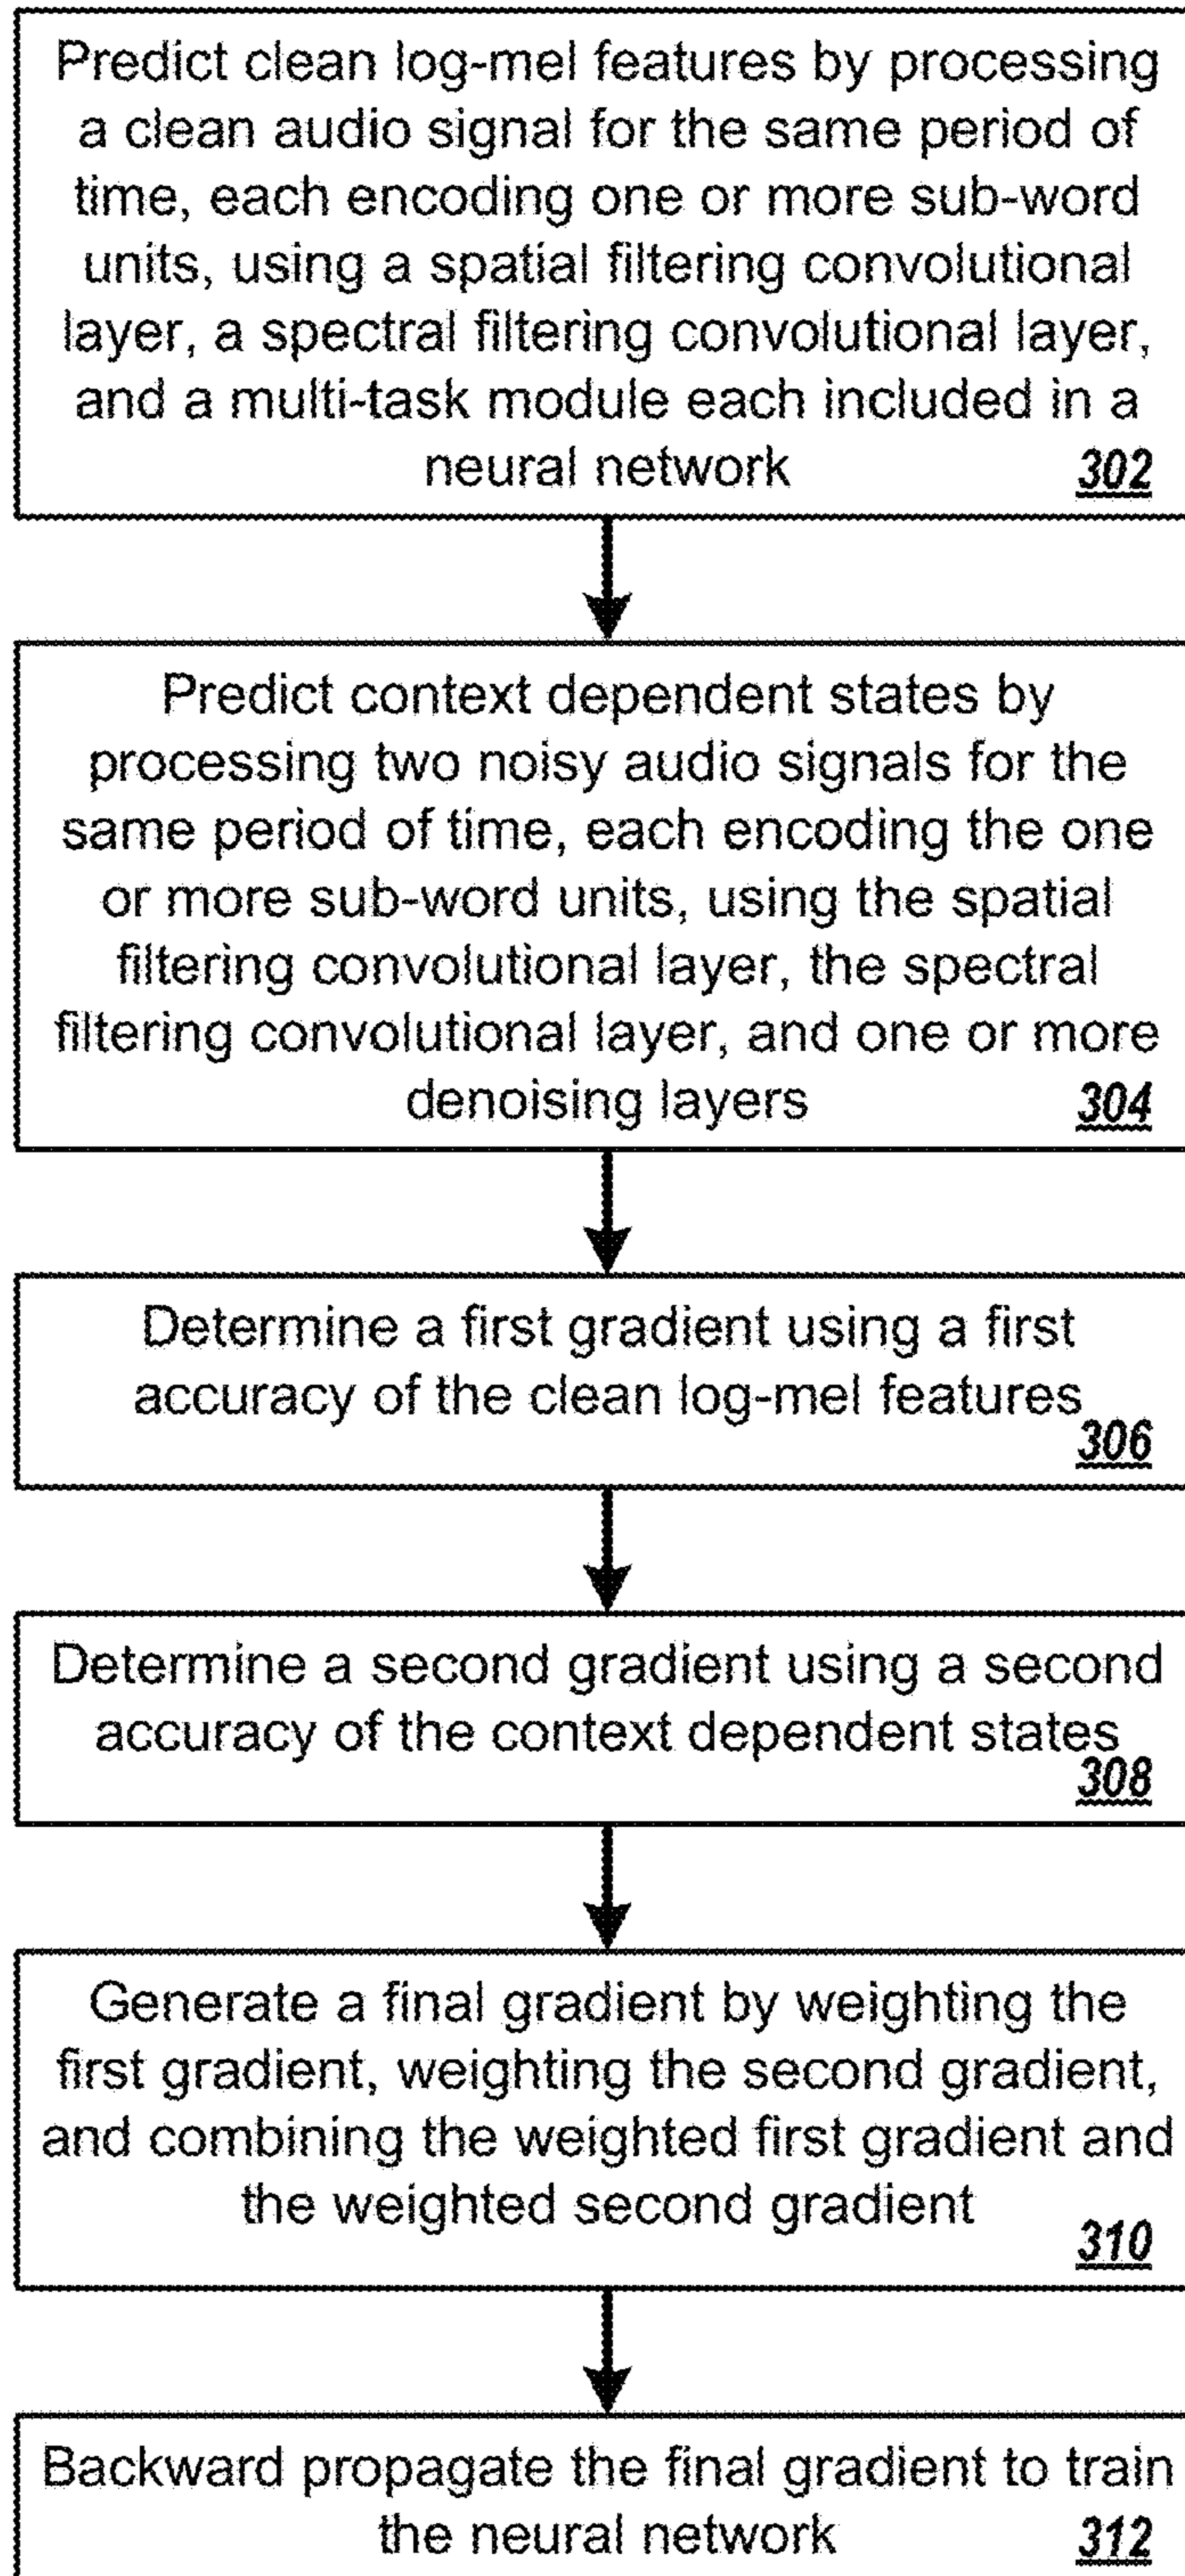 Predict clean log-mel features by processing
a clean audio signal for the same period of
time, each encoding one or more sub-word
units, using a spatial filtering convolutional
layer, a spectral filtering convolutional layer,
and a multi-task module each included in a
neural network 302
Predict context dependent states by
processing two noisy audio signals for the
same period of time, each encoding the one
or more sub-word units, using the spatial
filtering convolutional layer, the spectral
filtering convolutional layer, and one or more
denoising layers 304
Determine a first gradient using a first
accuracy of the clean log-mel features
306
Determine a second gradient using a second
accuracy of the context dependent states
308
Generate a final gradient by weighting the
first gradient, weighting the second gradient,
and combining the weighted first gradient and
the weighted second gradient
310
Backward propagate the final gradient to train
the neural network 312